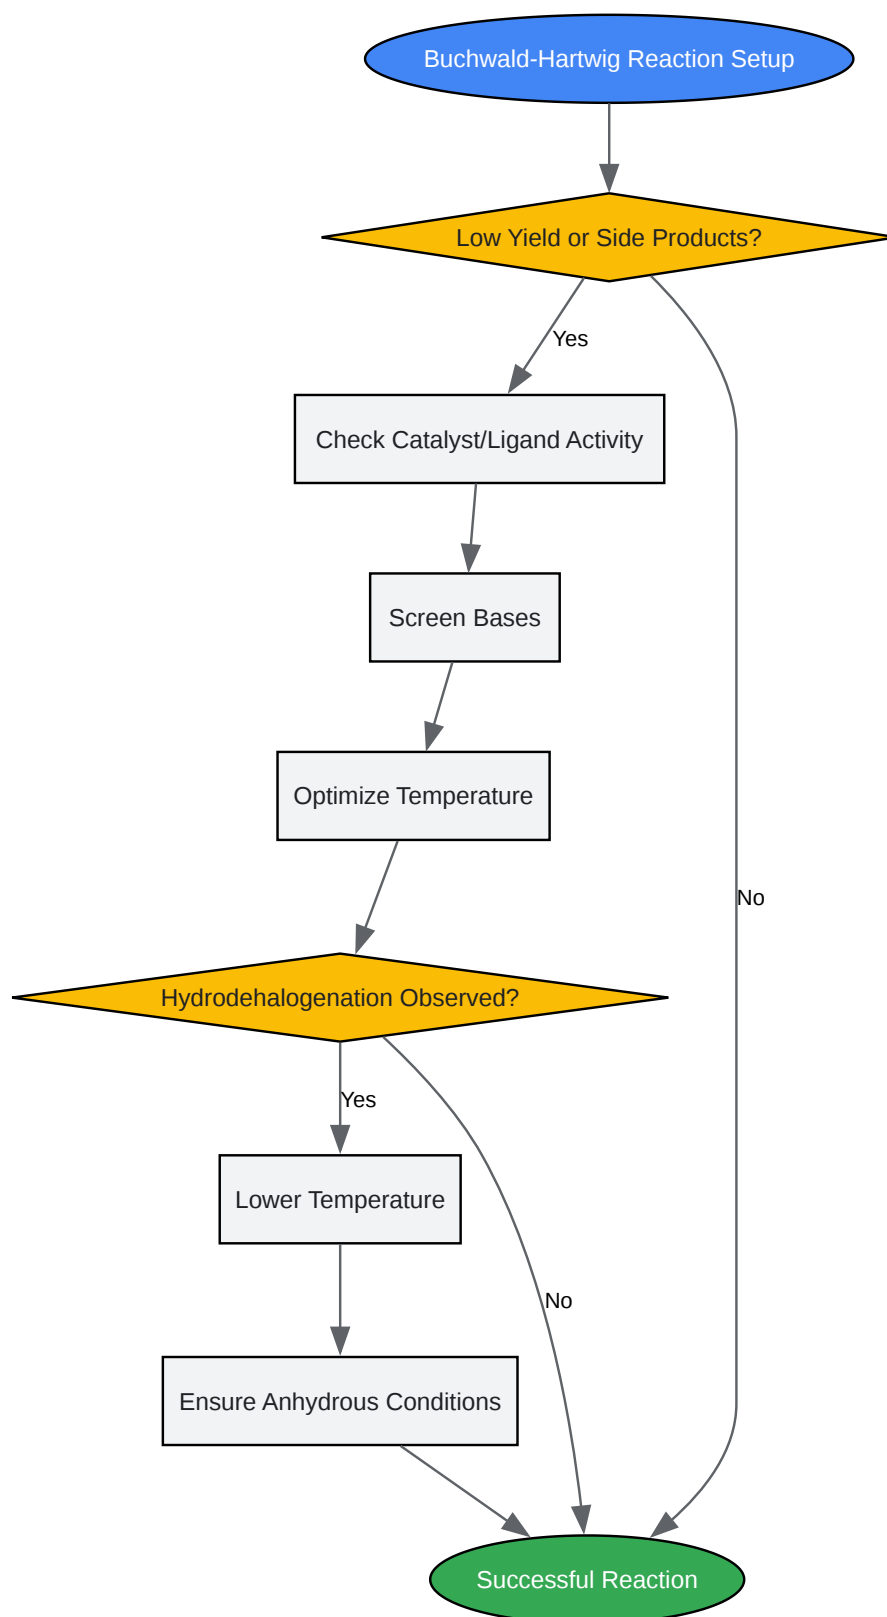 Buchwald-Hartwig Reaction Setup
Low Yield or Side Products?
Yes
Check Catalyst/Ligand Activity
Screen Bases
Optimize Temperature
No
Hydrodehalogenation Observed?
Yes
Lower Temperature
No
Ensure Anhydrous Conditions
Successful Reaction